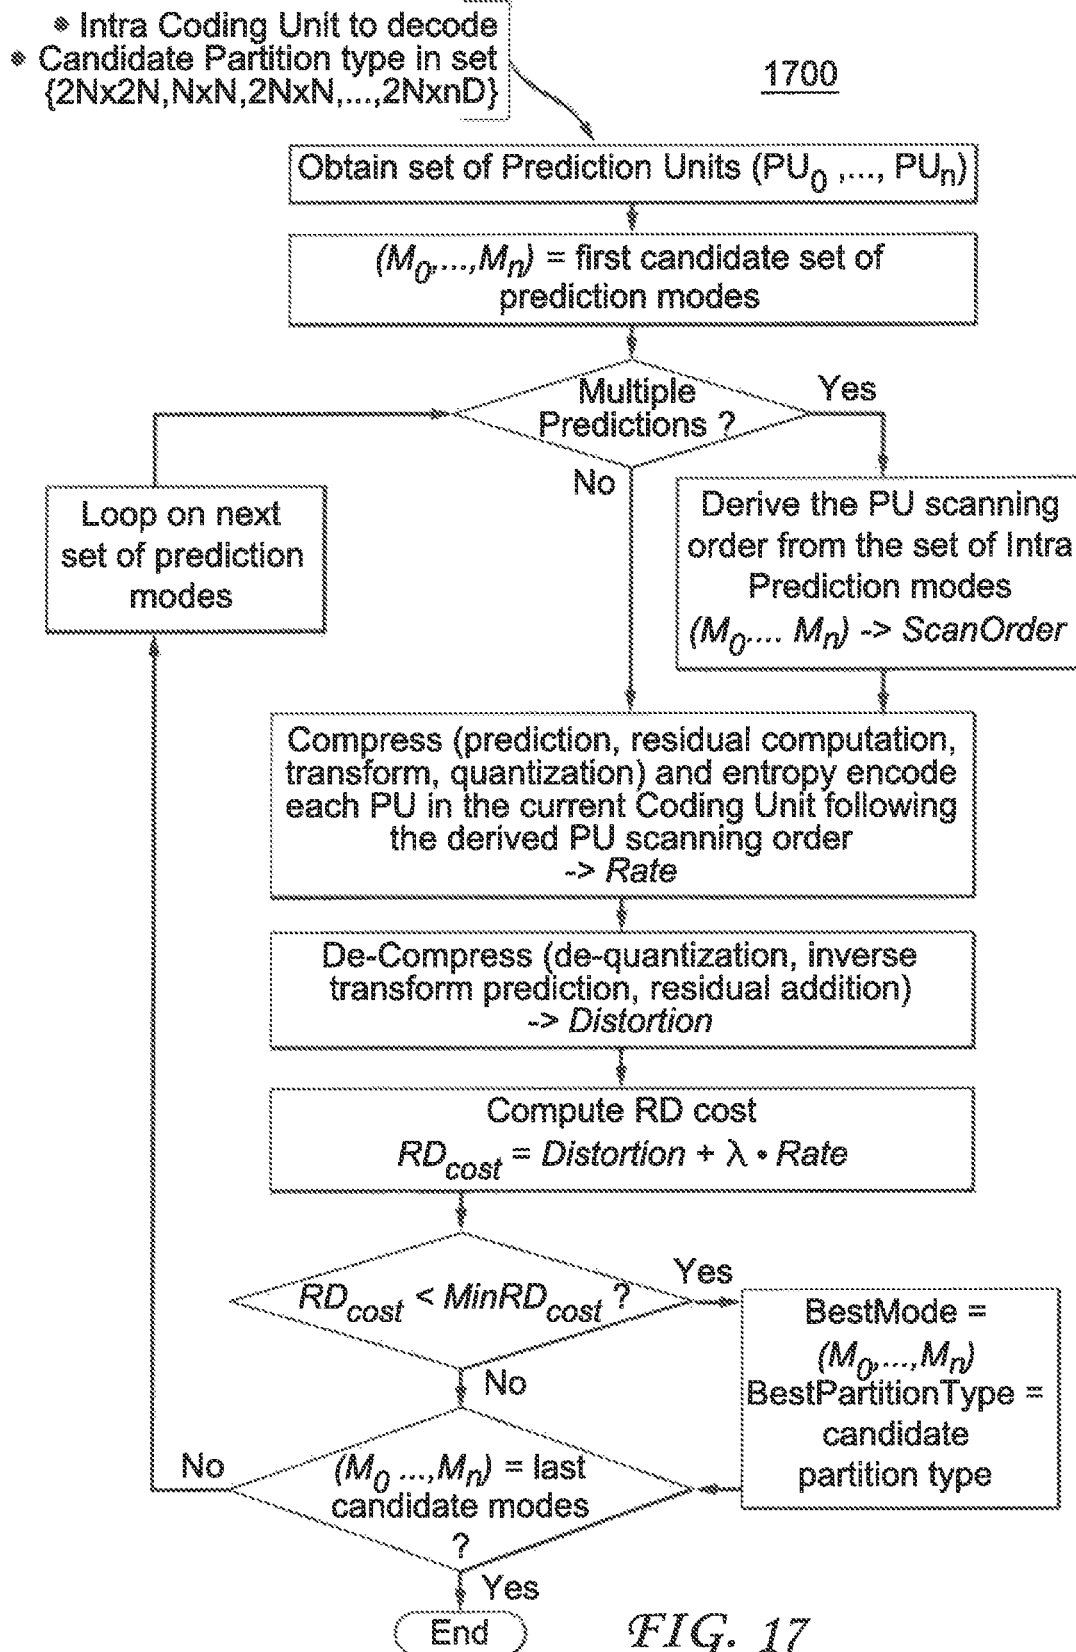 • Intra Coding Unit to decode
• Candidate Partition type in set
{2Nx2N,NxN,2NxN,...,2NxnD}
1700
Obtain set of Prediction Units (PU0 ,..., PUn)
(M0,...,Mn) = first candidate set of
prediction modes
Multiple
Predictions ?
Yes
No
Loop on next
set of prediction
modes
Derive the PU scanning
order from the set of Intra
Prediction modes
(M0.... Mn) -> ScanOrder
Compress (prediction, residual computation,
transform, quantization) and entropy encode
each PU in the current Coding Unit following
the derived PU scanning order
-> Rate
De-Compress (de-quantization, inverse
transform prediction, residual addition)
-> Distortion
Compute RD cost
RDcost = Distortion + λ • Rate
RDcost < MinRDcost ?
Yes
No
BestMode =
(M0,...,Mn)
BestPartitionType =
candidate
partition type
(M0 ...,Mn) = last
candidate modes
?
No
Yes
End
FIG. 17